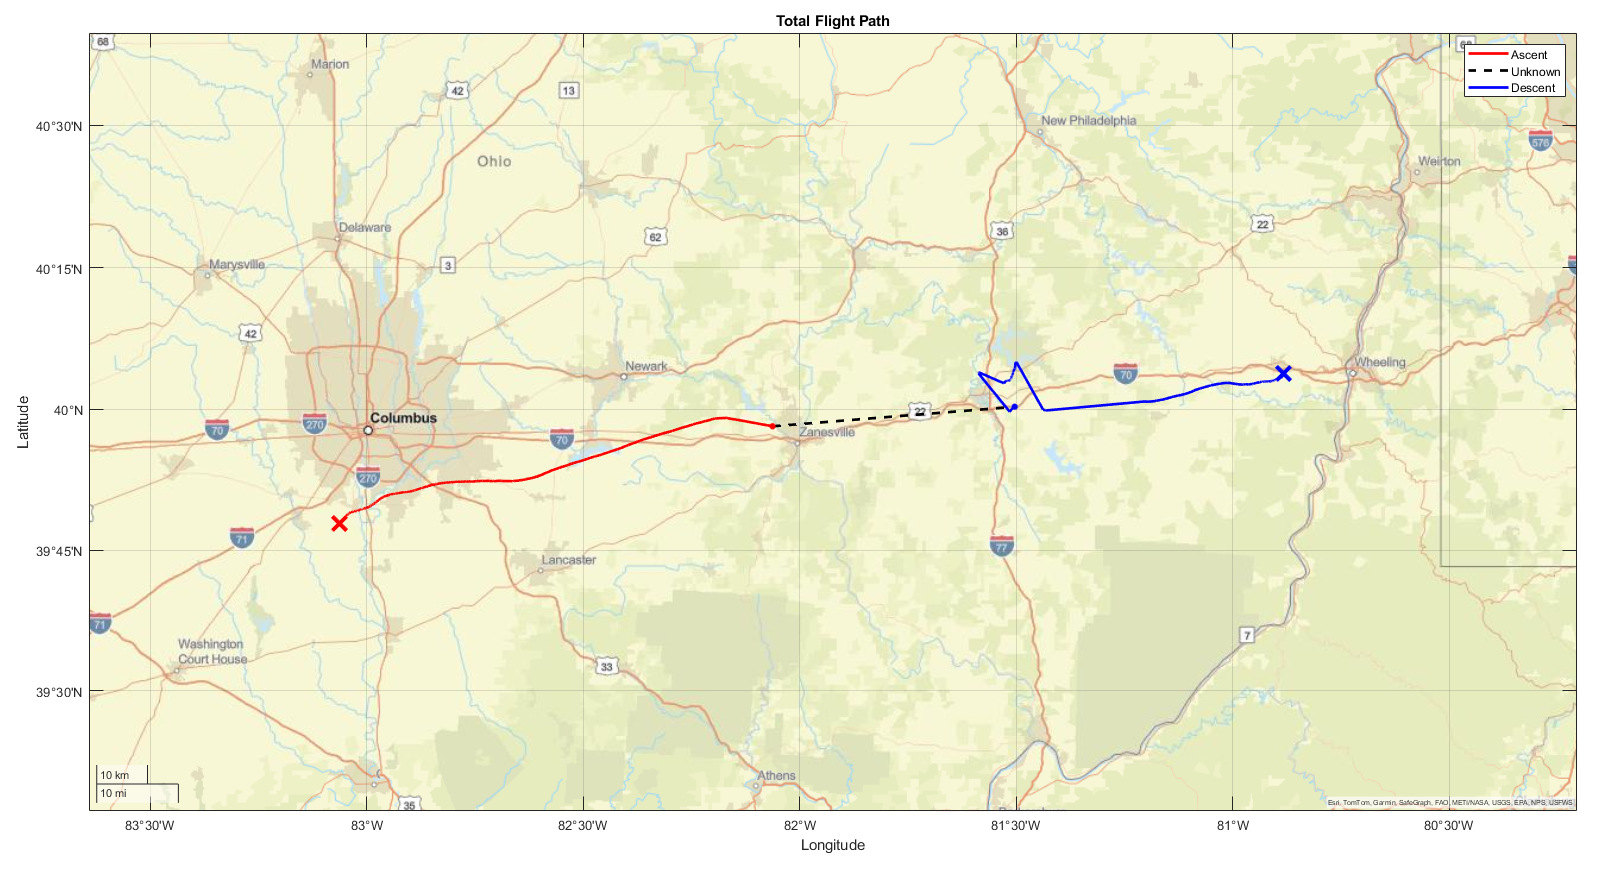 Total Flight Path
Ascent
Unknown
Descent
68
68
Marion
42
13
40°30'N
New Philadelphia
576
Ohio
Weirton
Delaware
22
36
62
40°15'N
Marysville
3
42
Newark
Wheeling
70
40°N
22
Columbus
70
270
70
Zanesville
270
71
39°45'N
77
Lancaster
71
7
Washington
Court House
33
39°30'N
Athens
10 km
10 mi
35
Esri, TomTom, Garmin, SafeGraph, FAO, METI/NASA, USGS, EPA, NPS, USFWS
83°30'W
83°W
82°30'W
82°W
81°30'W
81°W
80°30'W
Longitude
Latitude